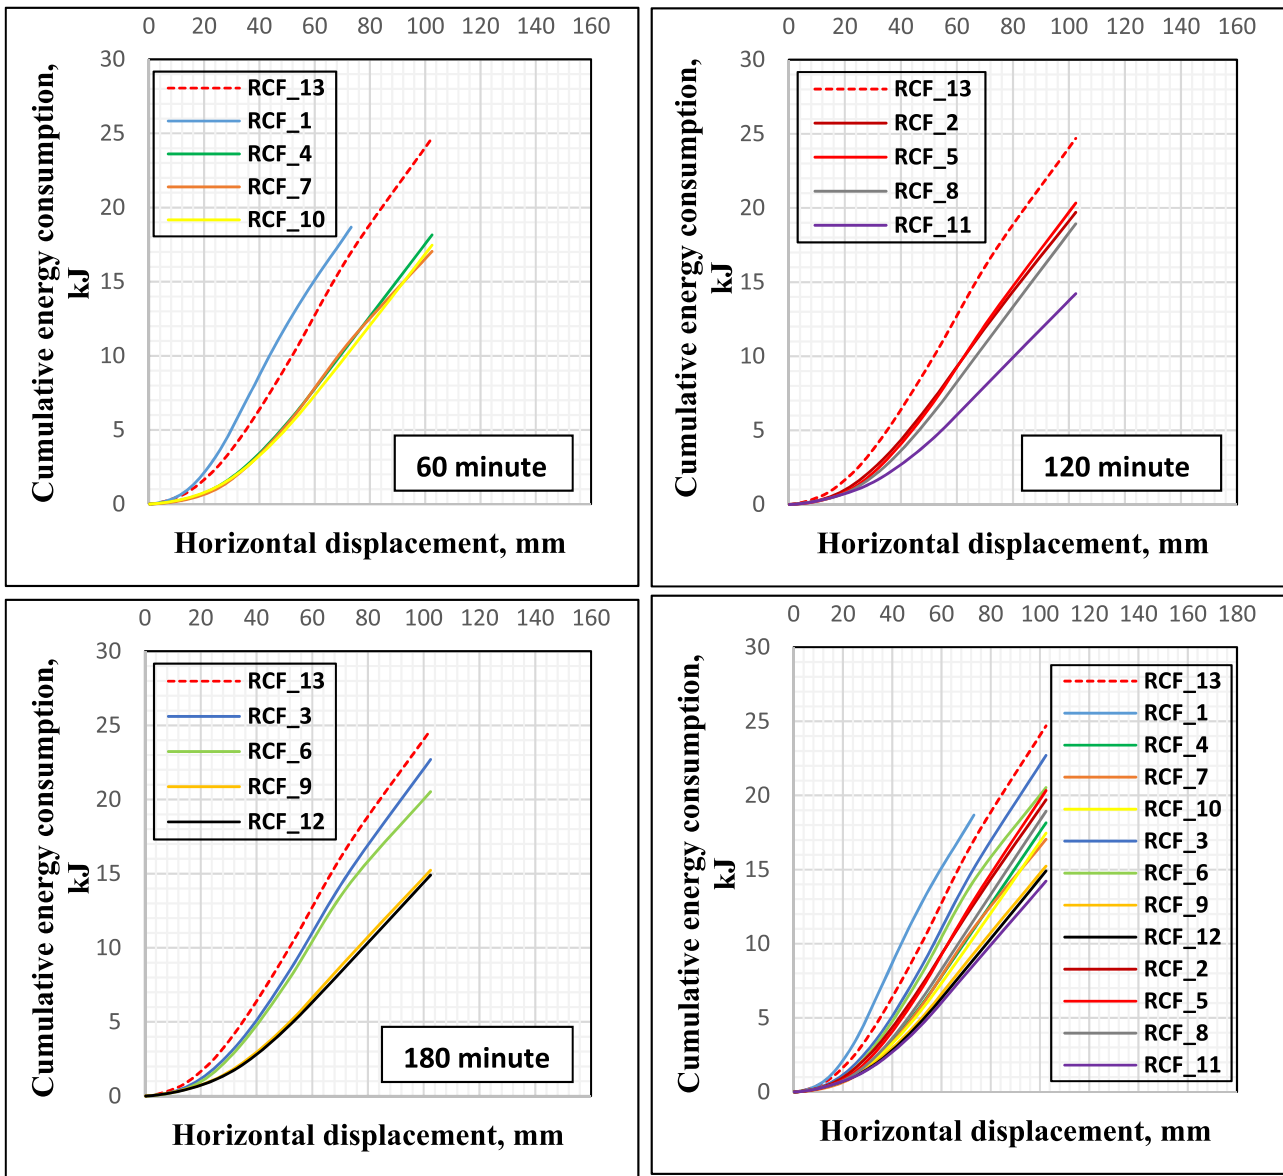 0 20 40 60 80 100 120 140 160
30
25
20
15
10
5
0
Cumulative energy consumption,
kJ
RCF_13
RCF_1
RCF_4
RCF_7
RCF_10
60 minute
Horizontal displacement, mm
0 20 40 60 80 100 120 140 160
30
25
20
15
10
5
0
Cumulative energy consumption,
kJ
RCF_13
RCF_2
RCF_5
RCF_8
RCF_11
120 minute
Horizontal displacement, mm
0 20 40 60 80 100 120 140 160
30
25
20
15
10
5
0
Cumulative energy consumption,
kJ
RCF_13
RCF_3
RCF_6
RCF_9
RCF_12
180 minute
Horizontal displacement, mm
0 20 40 60 80 100 120 140 160 180
30
25
20
15
10
5
0
Cumulative energy consumption,
kJ
RCF_13
RCF_1
RCF_4
RCF_7
RCF_10
RCF_3
RCF_6
RCF_9
RCF_12
RCF_2
RCF_5
RCF_8
RCF_11
Horizontal displacement, mm